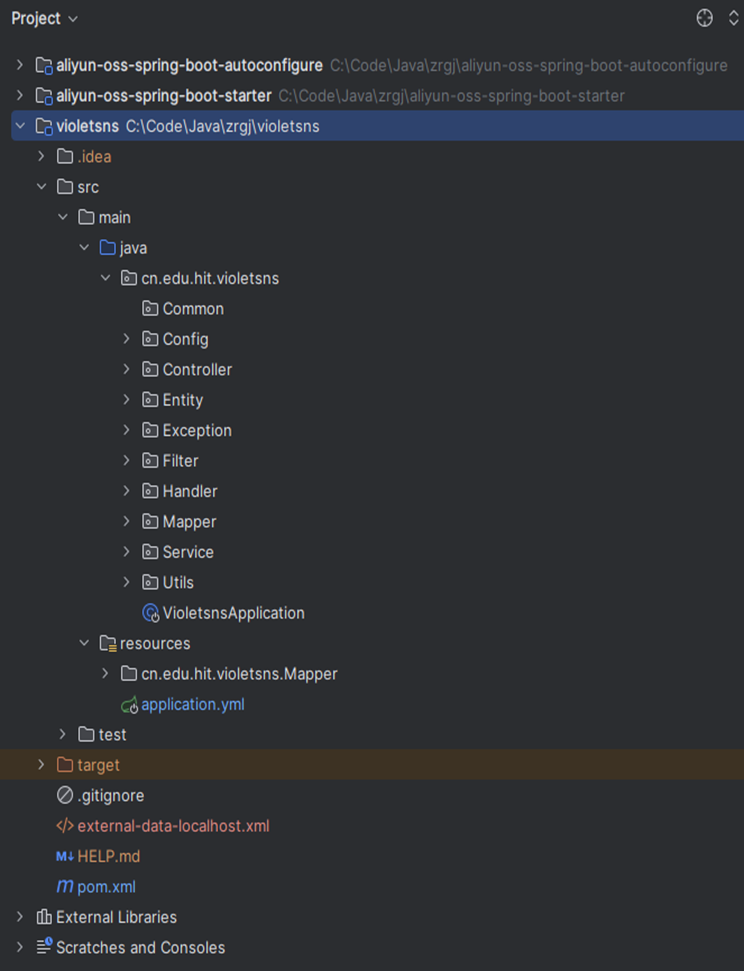 Project
aliyun-oss-spring-boot-autoconfigure C:\Code\Java\zrgj\aliyun-oss-spring-boot-autoconfigure
aliyun-oss-spring-boot-starter C:\Code\Java\zrgj\aliyun-oss-spring-boot-starter
violetsns C:\Code\Java\zrgj\violetsns
.idea
src
main
java
cn.edu.hit.violetsns
Common
Config
Controller
Entity
Exception
Filter
Handler
Mapper
Service
Utils
VioletsnsApplication
resources
cn.edu.hit.violetsns.Mapper
application.yml
test
target
.gitignore
</> external-data-localhost.xml
M↓ HELP.md
m pom.xml
External Libraries
Scratches and Consoles